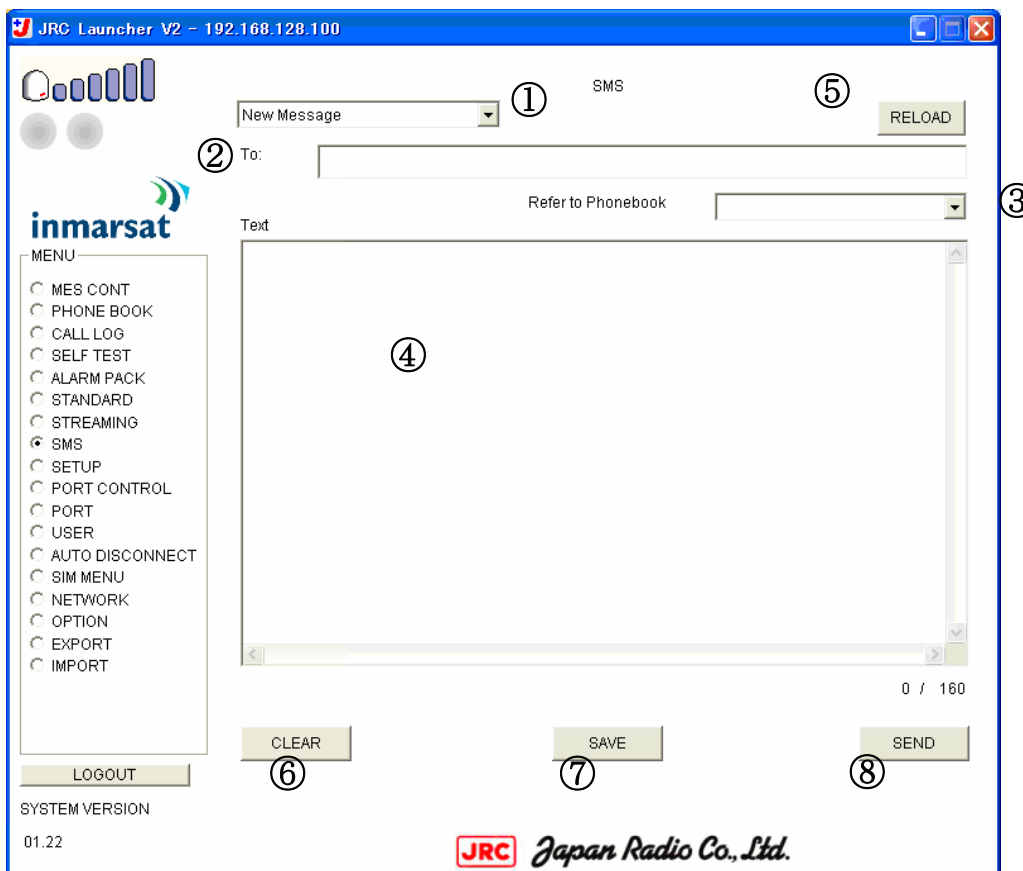 JRC Launcher V2 - 192.168.128.100
SMS
①
⑤
New Message
RELOAD
② To:
Refer to Phonebook
③
Text
inmarsat
MENU
MES CONT
PHONE BOOK
CALL LOG
SELF TEST
ALARM PACK
STANDARD
STREAMING
SMS
SETUP
PORT CONTROL
PORT
USER
AUTO DISCONNECT
SIM MENU
NETWORK
OPTION
EXPORT
IMPORT
④
0 / 160
CLEAR
SAVE
SEND
⑥
⑦
⑧
LOGOUT
SYSTEM VERSION
01.22
JRC Japan Radio Co., Ltd.